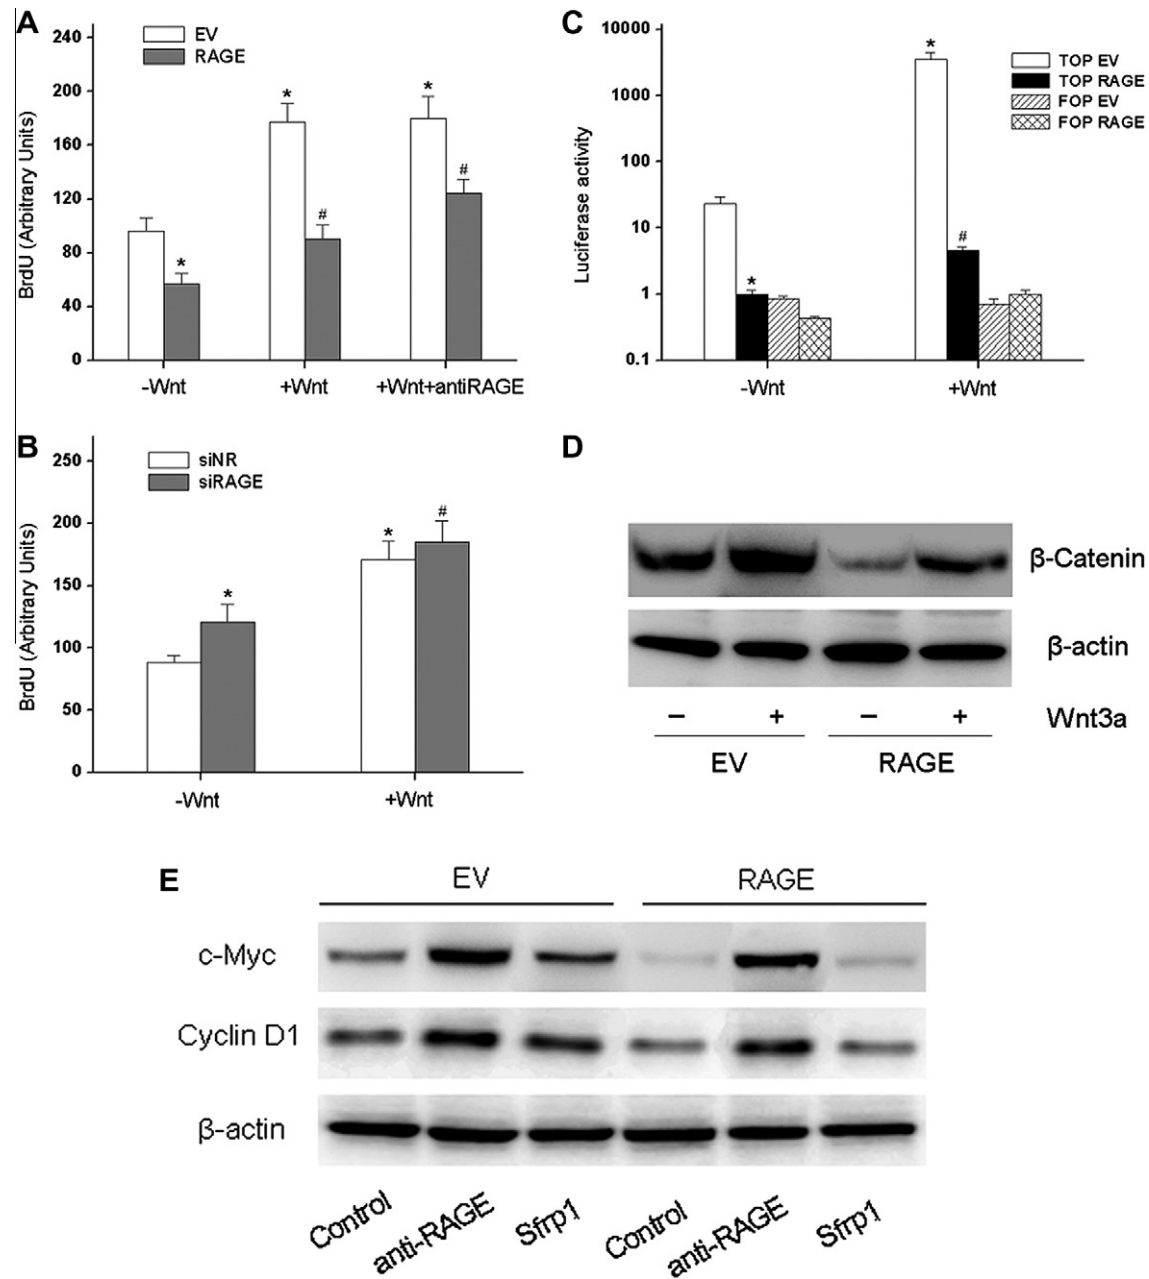 A
EV
RAGE
BrdU (Arbitrary Units)
240
200
160
120
80
40
0
*
*
#
*
#
*
-Wnt
+Wnt
+Wnt+antiRAGE
B
siNR
siRAGE
BrdU (Arbitrary Units)
250
200
150
100
50
0
*
*
#
-Wnt
+Wnt
C
TOP EV
TOP RAGE
FOP EV
FOP RAGE
Luciferase activity
10000
1000
100
10
1
0.1
*
*
#
-Wnt
+Wnt
D
β-Catenin
β-actin
− + − + Wnt3a
EV RAGE
E
EV RAGE
c-Myc
Cyclin D1
β-actin
Control anti-RAGE Sfrp1 Control anti-RAGE Sfrp1